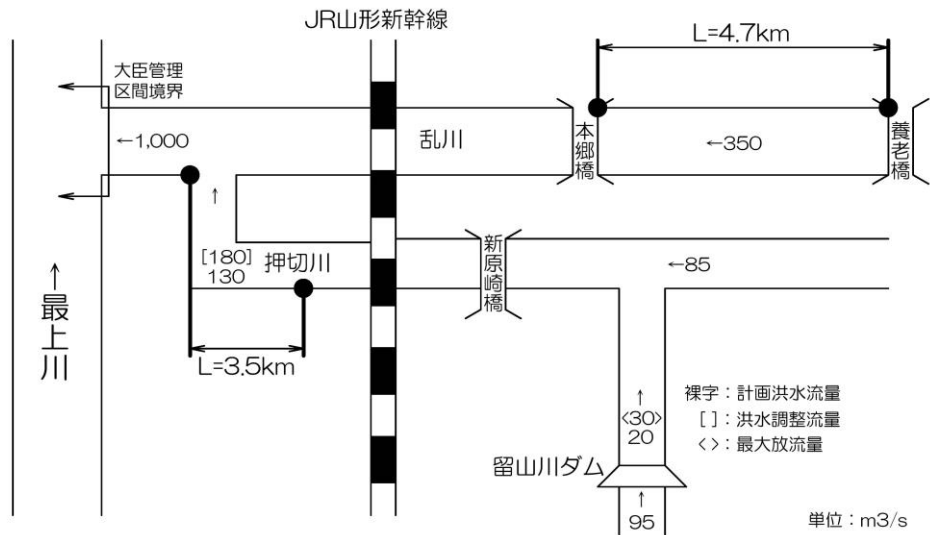 JR山形新幹線
L=4.7km
大臣管理
区間境界
←1,000
乱川
本郷橋
←350
養老橋
↑
[180]
130
押切川
新原崎橋
←85
↑最上川
L=3.5km
↑
<30>
20
裸字：計画洪水流量
[ ]：洪水調整流量
< >：最大放流量
留山川ダム
↑
95
単位：m3/s